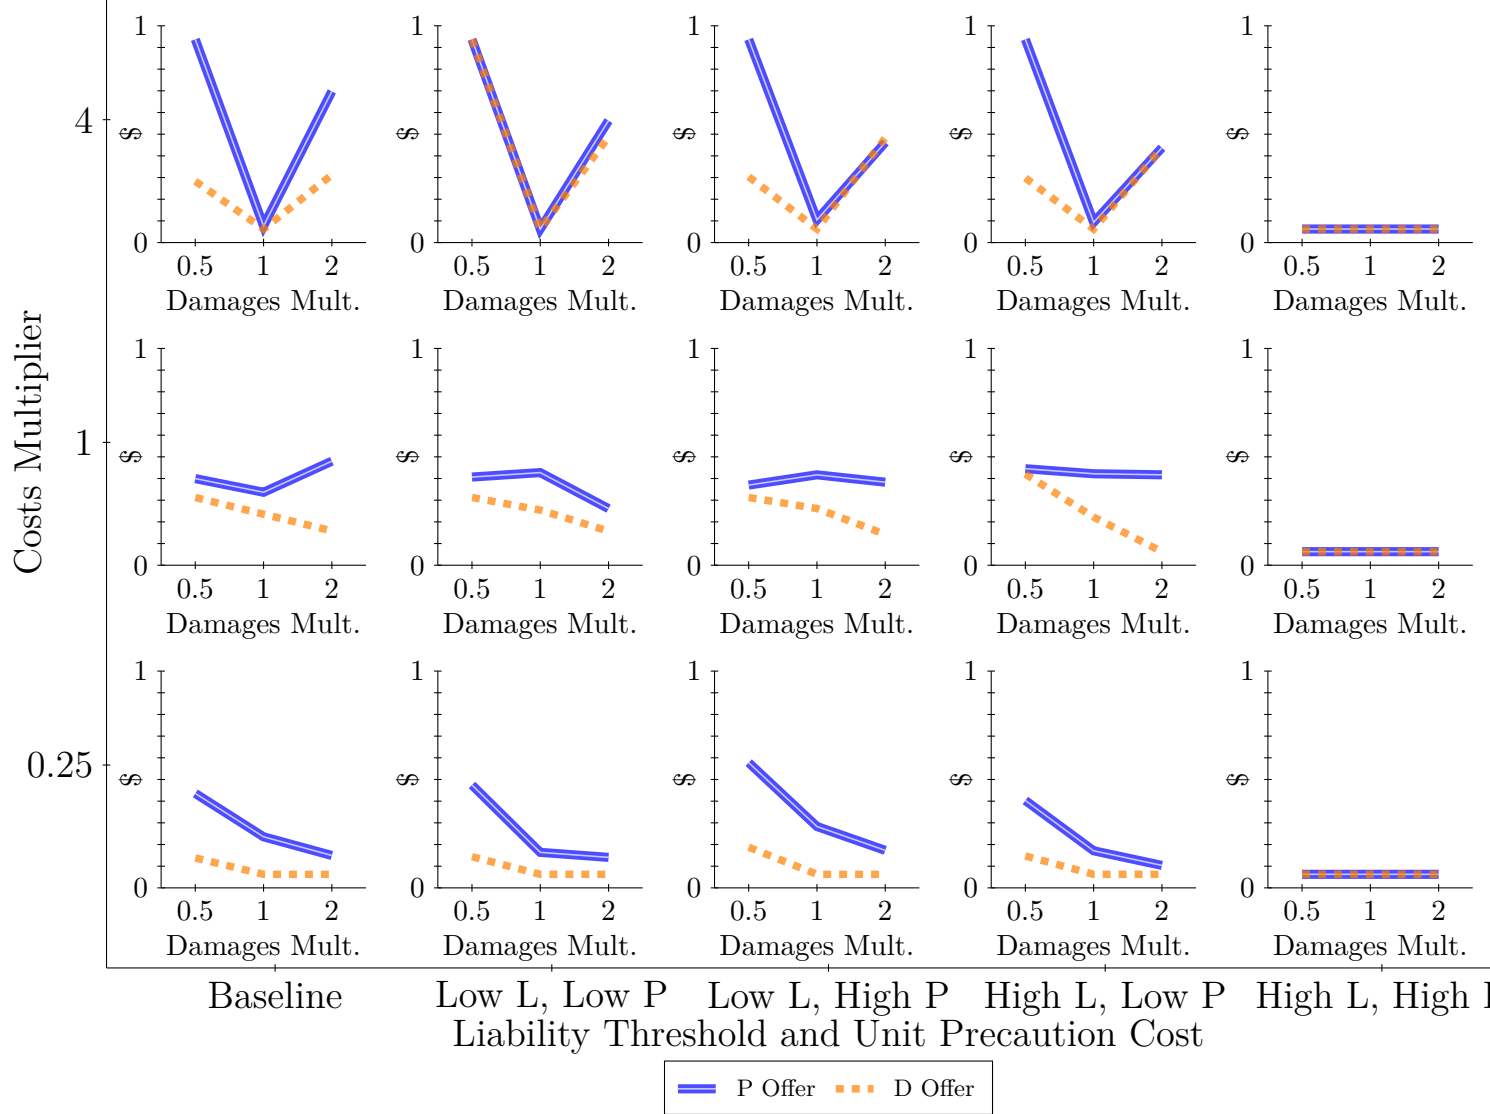 1 1 1 1 1
4 $ $ $ $ $
0 0 0 0 0
0.5 1 2 0.5 1 2 0.5 1 2 0.5 1 2 0.5 1 2
Damages Mult. Damages Mult. Damages Mult. Damages Mult. Damages Mult.
Costs Multiplier
1 1 1 1 1
1 $ $ $ $ $
0 0 0 0 0
0.5 1 2 0.5 1 2 0.5 1 2 0.5 1 2 0.5 1 2
Damages Mult. Damages Mult. Damages Mult. Damages Mult. Damages Mult.
1 1 1 1 1
0.25 $ $ $ $ $
0 0 0 0 0
0.5 1 2 0.5 1 2 0.5 1 2 0.5 1 2 0.5 1 2
Damages Mult. Damages Mult. Damages Mult. Damages Mult. Damages Mult.
Baseline Low L, Low P Low L, High P High L, Low P High L, High
Liability Threshold and Unit Precaution Cost
P Offer D Offer